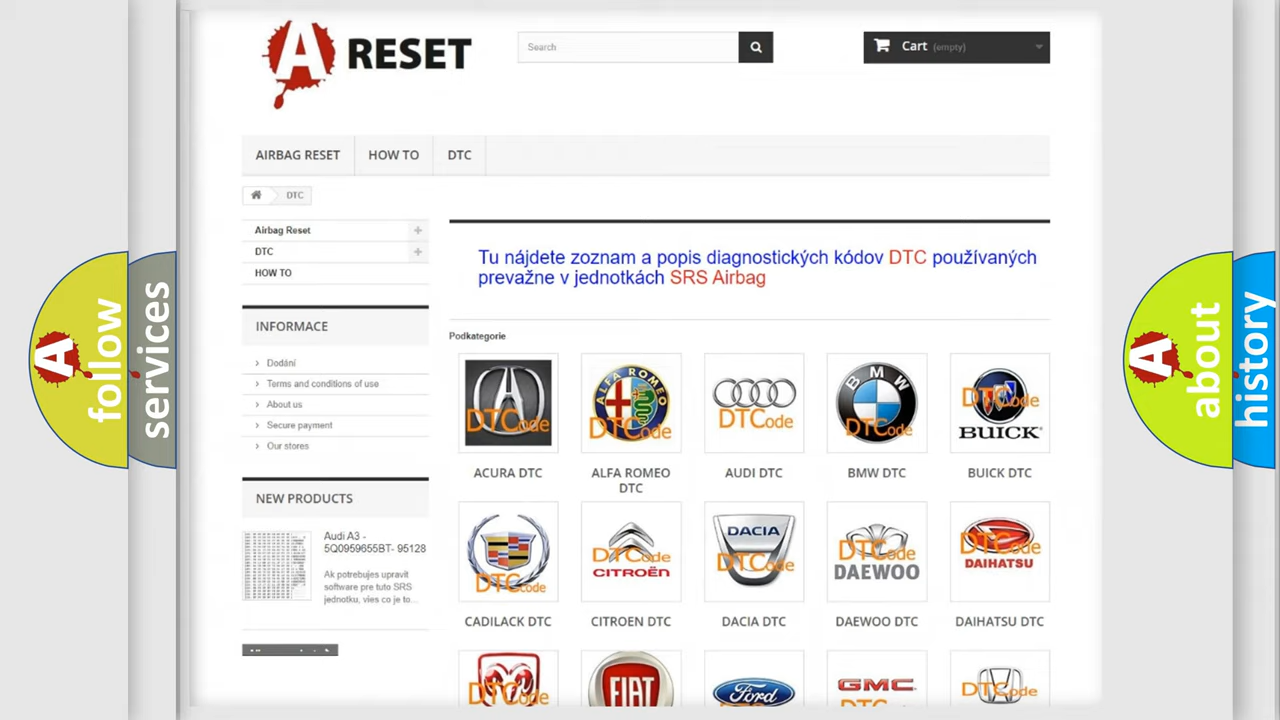 A RESET
Search
Cart (empty)
AIRBAG RESET
HOW TO
DTC
DTC
Airbag Reset
DTC
HOW TO
INFORMACE
Dodání
Terms and conditions of use
About us
Secure payment
Our stores
NEW PRODUCTS
Audi A3 -
5Q0959655BT- 95128
Ak potrebujes upravit
software pre tuto SRS
jednotku, vies co je to...
Tu nájdete zoznam a popis diagnostických kódov DTC používaných
prevažne v jednotkách SRS Airbag
Podkategorie
DTCode
ALFA ROMEO
DTCode
DTCode
BMW
DTCode
DTCode
BUICK
ACURA DTC
ALFA ROMEO
DTC
AUDI DTC
BMW DTC
BUICK DTC
DTCode
DTCode
CITROËN
DACIA
DTCode
DTCode
DAEWOO
DTCode
DAIHATSU
CADILACK DTC
CITROEN DTC
DACIA DTC
DAEWOO DTC
DAIHATSU DTC
DTCode
FIAT
Ford
GMC
DTCode
A follow
services
A about
history